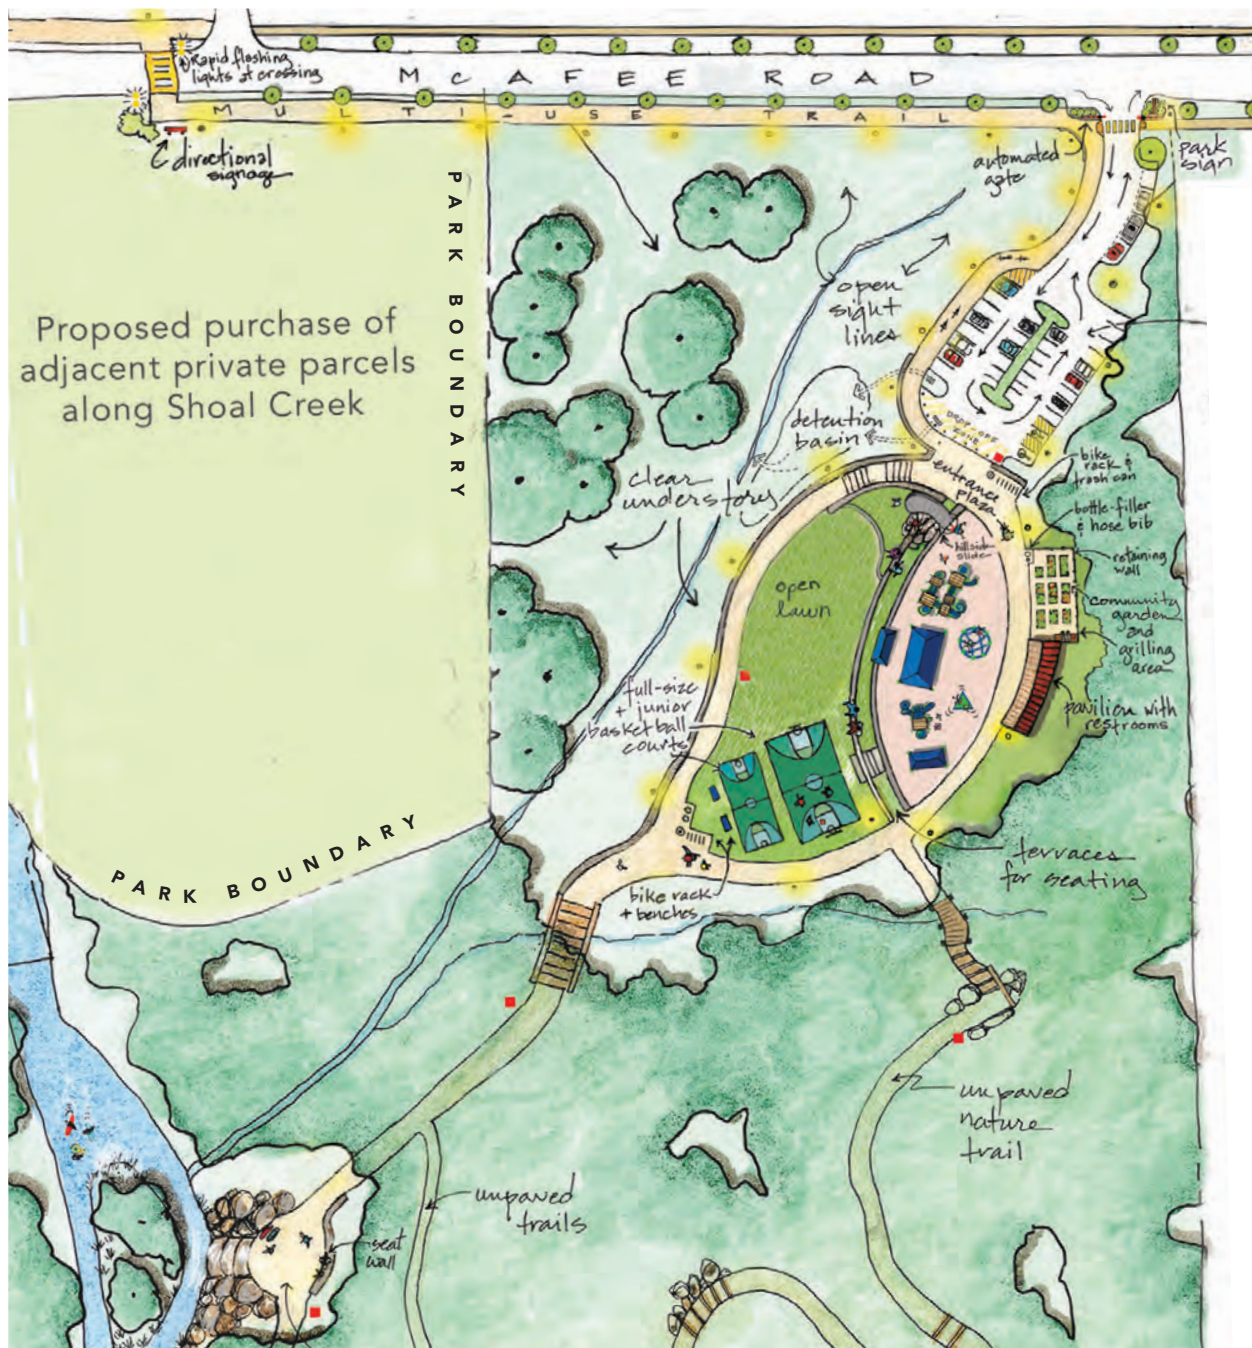 Rapid flashing
lights at crossing
McAFEE ROAD
MULTI-USE TRAIL
directional
signage
park
sign
automated
gate
PARK BOUNDARY
Proposed purchase of
adjacent private parcels
along Shoal Creek
open
sight
lines
detention
basin
DROP-OFF
ZONE
clear
understory
entrance
plaza
bike
rack &
trash can
bottle-filler
& hose bib
retaining
wall
hillside
slide
open
lawn
community
garden
and
grilling
area
full-size
+ junior
basketball
courts
pavilion with
restrooms
PARK BOUNDARY
terraces
for seating
bike rack
+ benches
unpaved
nature
trail
unpaved
trails
seat
wall